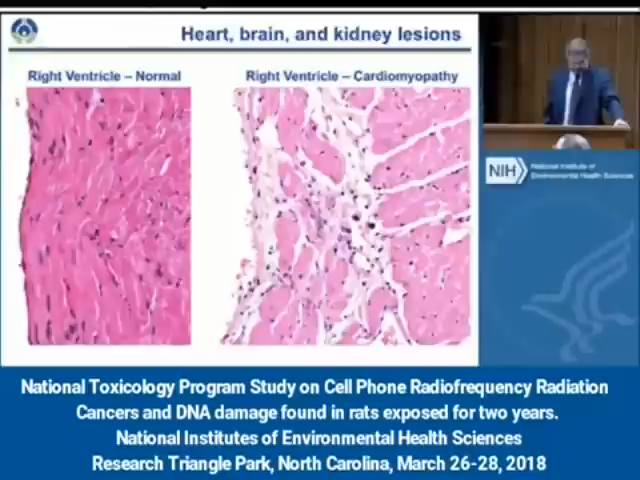 Heart, brain, and kidney lesions
Right Ventricle – Normal
Right Ventricle – Cardiomyopathy
NIH
National Institute of
Environmental Health Sciences
National Toxicology Program Study on Cell Phone Radiofrequency Radiation
Cancers and DNA damage found in rats exposed for two years.
National Institutes of Environmental Health Sciences
Research Triangle Park, North Carolina, March 26-28, 2018